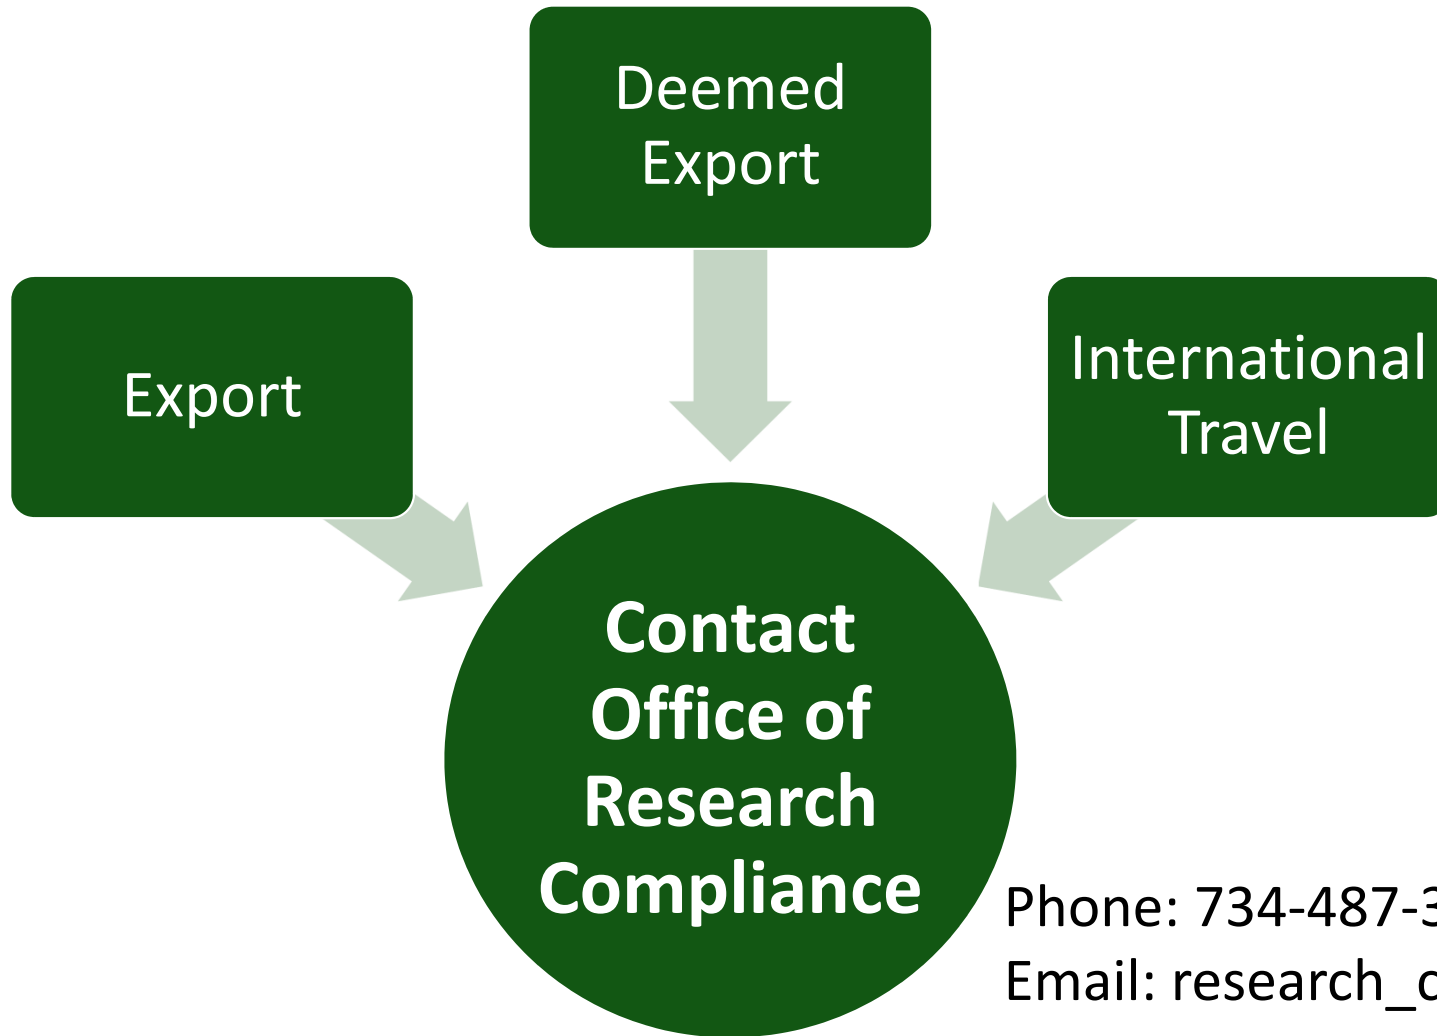 Deemed
Export
Export
International
Travel
Contact
Office of
Research
Compliance
Phone: 734-487-3
Email: research_c